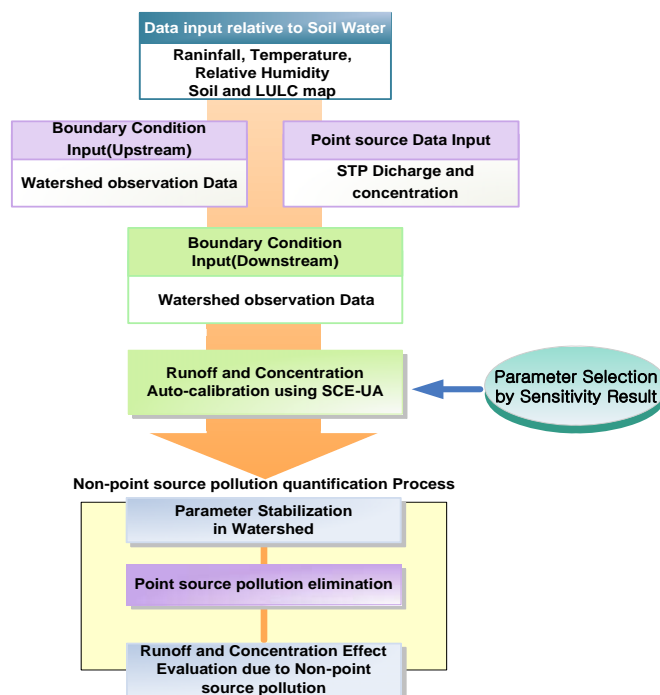 Data input relative to Soil Water
Raninfall, Temperature,
Relative Humidity
Soil and LULC map
Boundary Condition
Input(Upstream)
Watershed observation Data
Point source Data Input
STP Dicharge and
concentration
Boundary Condition
Input(Downstream)
Watershed observation Data
Runoff and Concentration
Auto-calibration using SCE-UA
Parameter Selection
by Sensitivity Result
Non-point source pollution quantification Process
Parameter Stabilization
in Watershed
Point source pollution elimination
Runoff and Concentration Effect
Evaluation due to Non-point
source pollution